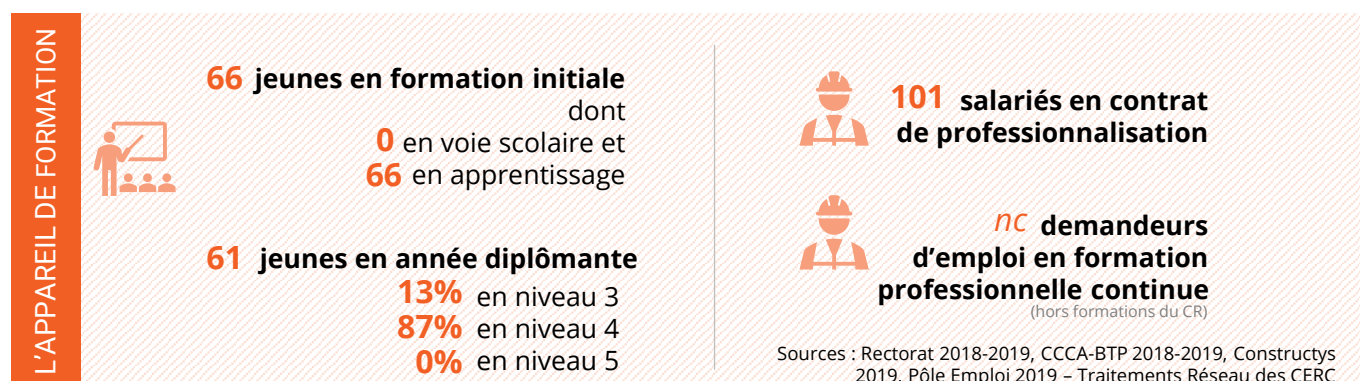 L'APPAREIL DE FORMATION
66 jeunes en formation initiale
dont
0 en voie scolaire et
66 en apprentissage
61 jeunes en année diplômante
13% en niveau 3
87% en niveau 4
0% en niveau 5
101 salariés en contrat
de professionnalisation
nc demandeurs
d’emploi en formation
professionnelle continue
(hors formations du CR)
Sources : Rectorat 2018-2019, CCCA-BTP 2018-2019, Constructys
2019, Pôle Emploi 2019 – Traitements Réseau des CERC